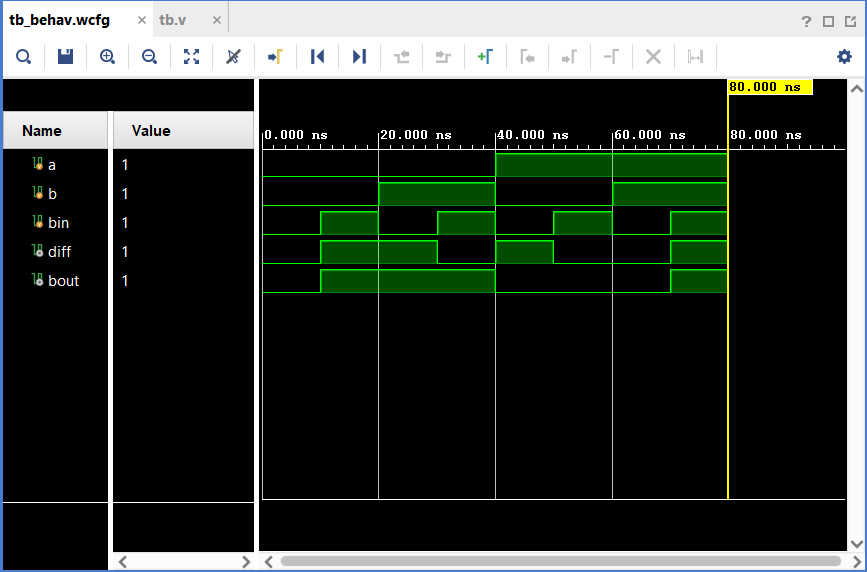 tb_behav.wcfg × tb.v ×
?
80.000 ns
Name Value
0.000 ns 20.000 ns 40.000 ns 60.000 ns 80.000 ns
a 1
b 1
bin 1
diff 1
bout 1